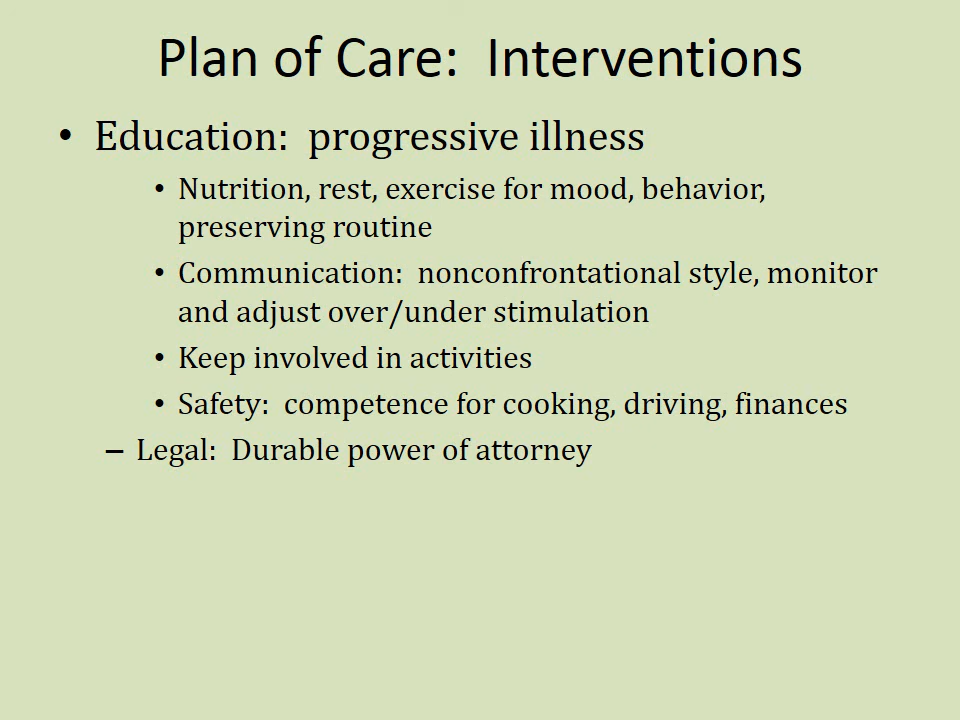 Plan of Care:  Interventions
• Education:  progressive illness
• Nutrition, rest, exercise for mood, behavior,
preserving routine
• Communication:  nonconfrontational style, monitor
and adjust over/under stimulation
• Keep involved in activities
• Safety:  competence for cooking, driving, finances
– Legal:  Durable power of attorney